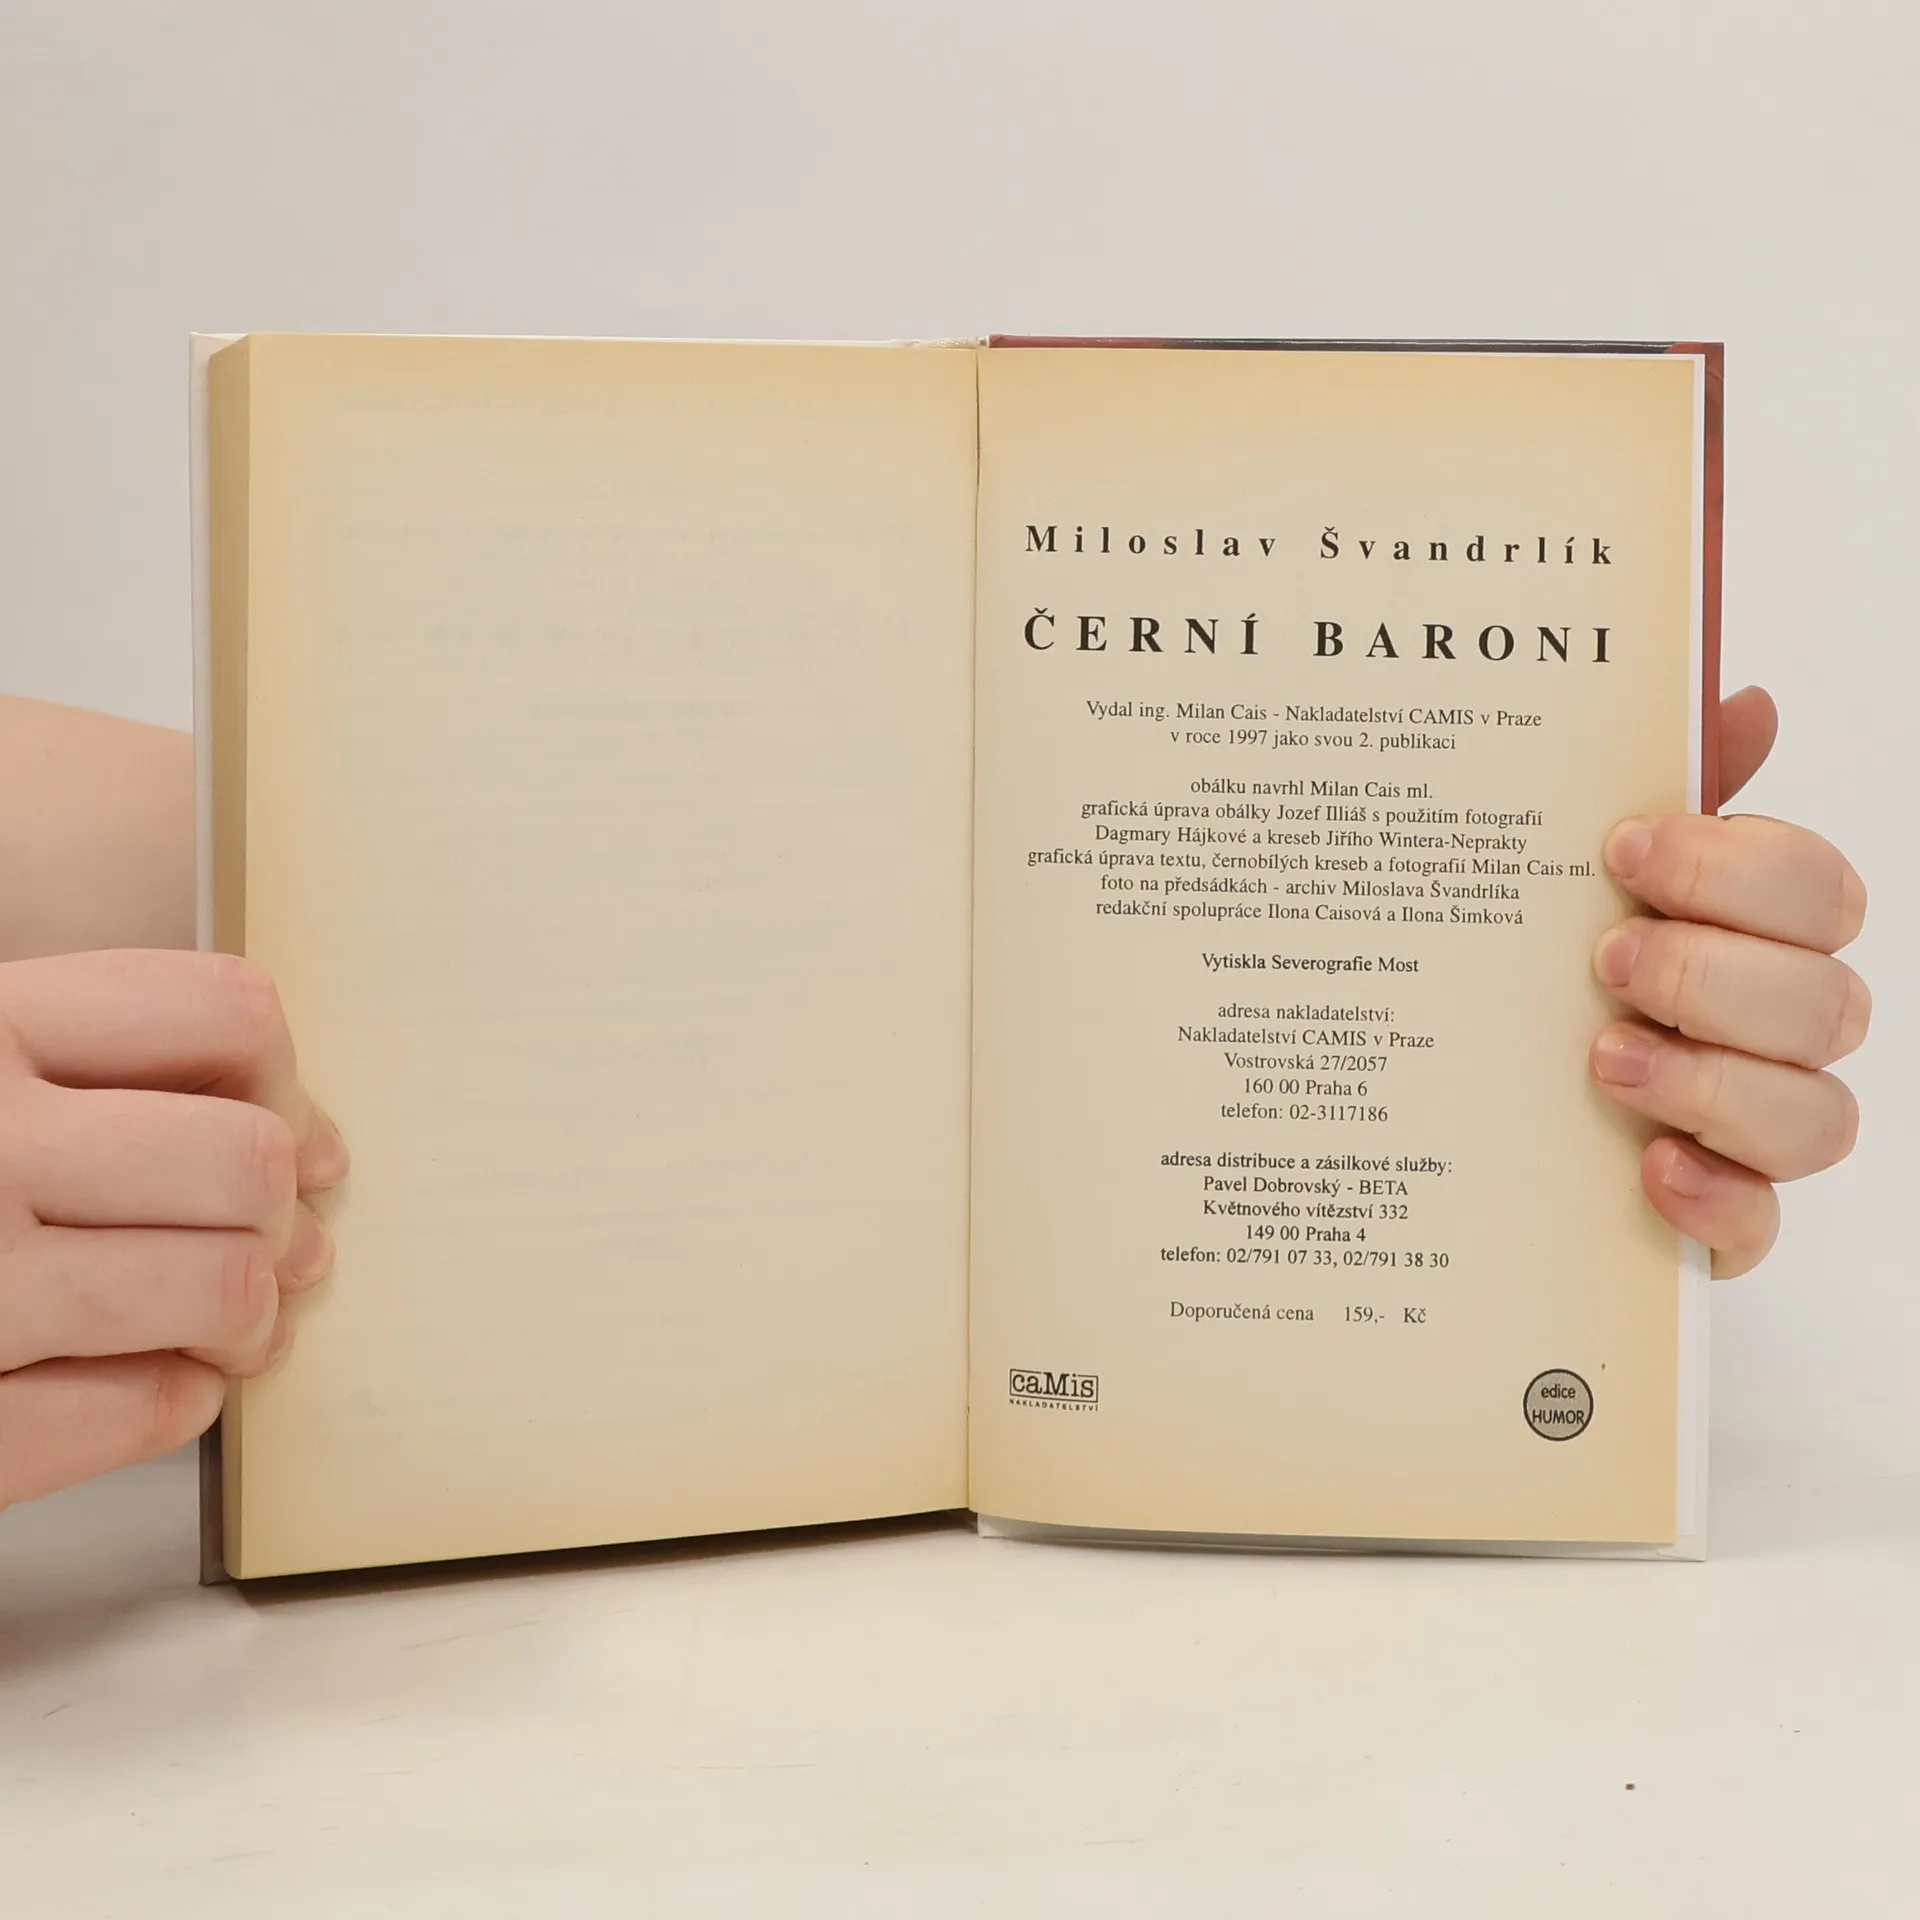 Miloslav Švandrlík
ČERNÍ BARONI
Vydal ing. Milan Cais - Nakladatelství CAMIS v Praze
v roce 1997 jako svou 2. publikaci
obálku navrhl Milan Cais ml.
grafická úprava obálky Jozef Illiáš s použitím fotografií
Dagmary Hájkové a kreseb Jiřího Wintera-Neprakty
grafická úprava textu, černobílých kreseb a fotografií Milan Cais ml.
foto na předsádkách - archiv Miloslava Švandrlíka
redakční spolupráce Ilona Caisová a Ilona Šimková
Vytiskla Severografie Most
adresa nakladatelství:
Nakladatelství CAMIS v Praze
Vostrovská 27/2057
160 00 Praha 6
telefon: 02-3117186
adresa distribuce a zásilkové služby:
Pavel Dobrovský - BETA
Květnového vítězství 332
149 00 Praha 4
telefon: 02/791 07 33, 02/791 38 30
Doporučená cena 159,- Kč
caMis
NAKLADATELSTVÍ
edice
HUMOR